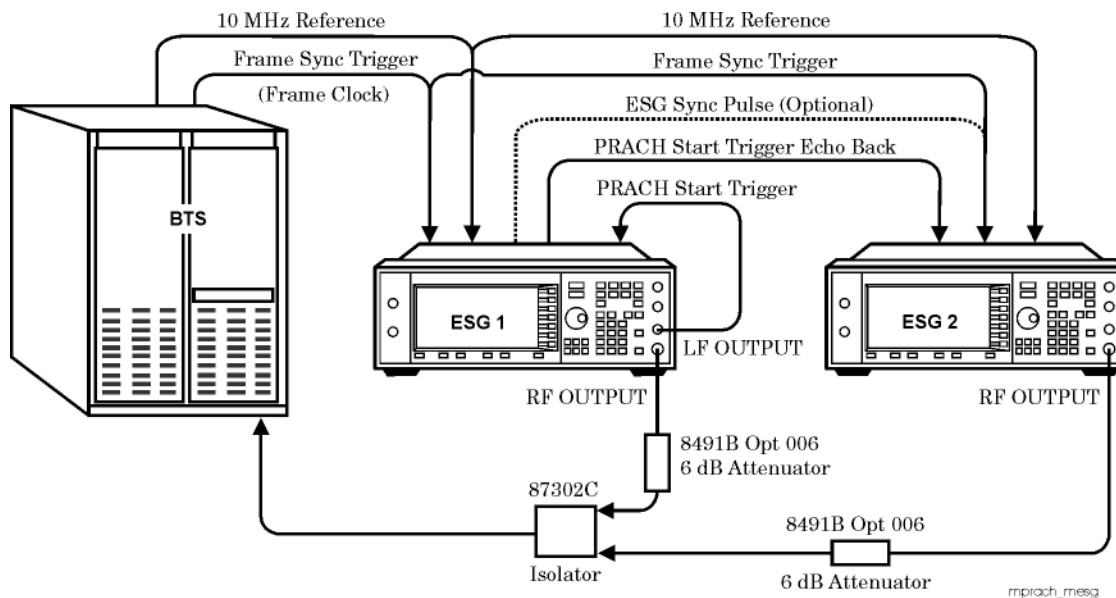 10 MHz Reference
10 MHz Reference
Frame Sync Trigger
Frame Sync Trigger
(Frame Clock)
ESG Sync Pulse (Optional)
PRACH Start Trigger Echo Back
PRACH Start Trigger
BTS
ESG 1
ESG 2
LF OUTPUT
RF OUTPUT
RF OUTPUT
8491B Opt 006
6 dB Attenuator
87302C
Isolator
8491B Opt 006
6 dB Attenuator
mprach_mesg